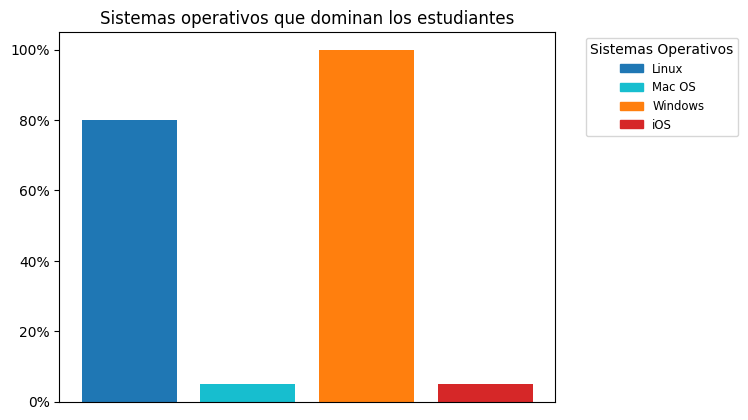 Sistemas operativos que dominan los estudiantes
100%
80%
60%
40%
20%
0%
Sistemas Operativos
Linux
Mac OS
Windows
iOS